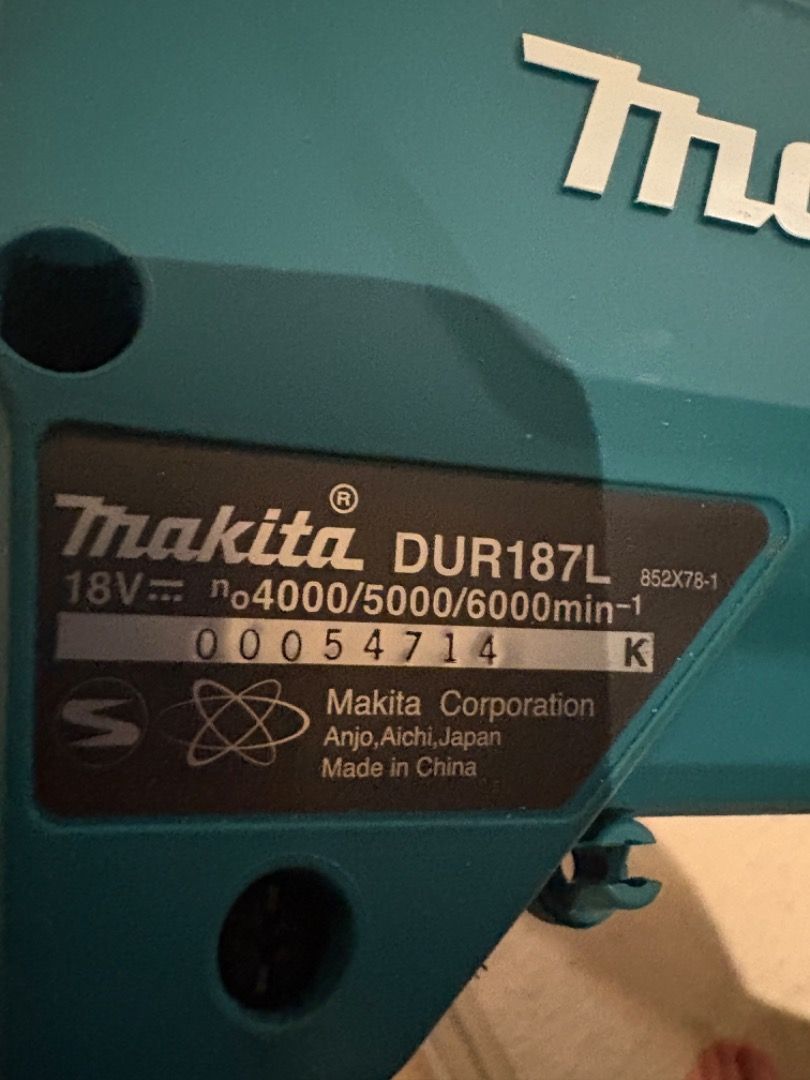 makita
makita® DUR187L 852X78-1
18V⎓ n₀4000/5000/6000min⁻¹
00054714 K
Makita Corporation
Anjo,Aichi,Japan
Made in China